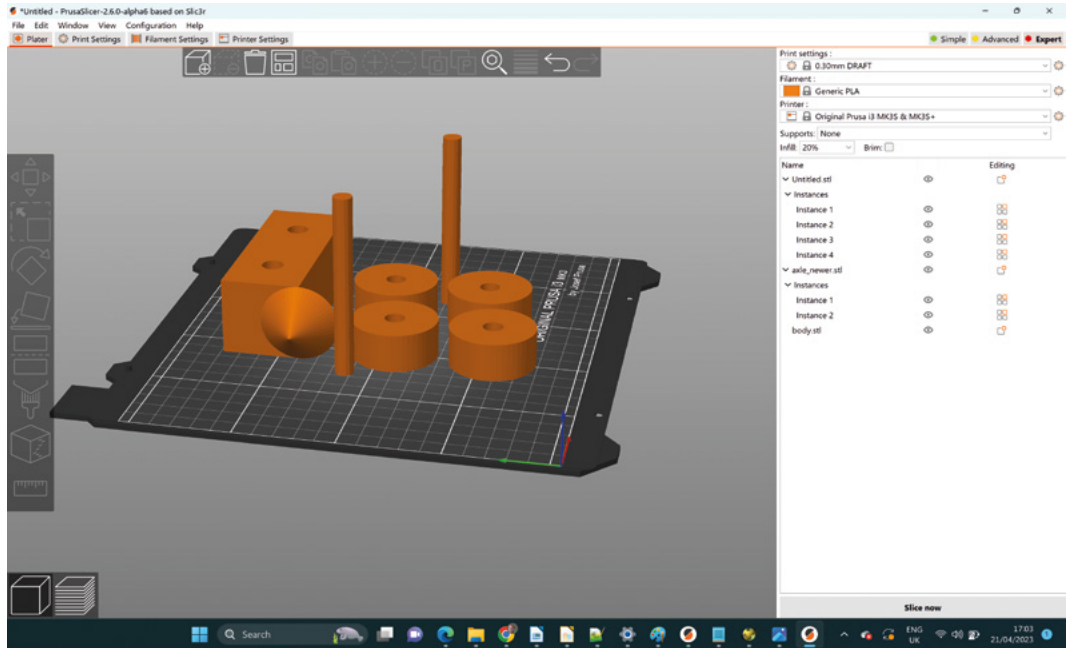 *Untitled - PrusaSlicer-2.6.0-alpha6 based on Slic3r
File Edit Window View Configuration Help
Plater Print Settings Filament Settings Printer Settings Simple Advanced Expert
Print settings :
0.30mm DRAFT
Filament :
Generic PLA
Printer :
Original Prusa i3 MK3S & MK3S+
Supports: None
Infill: 20% Brim:
Name Editing
Untitled.stl
Instances
Instance 1
Instance 2
Instance 3
Instance 4
axle_newer.stl
Instances
Instance 1
Instance 2
body.stl
ORIGINAL PRUSA i3 MK3
by Josef Prusa
Slice now
Search
ENG
UK
17:03
21/04/2023
1